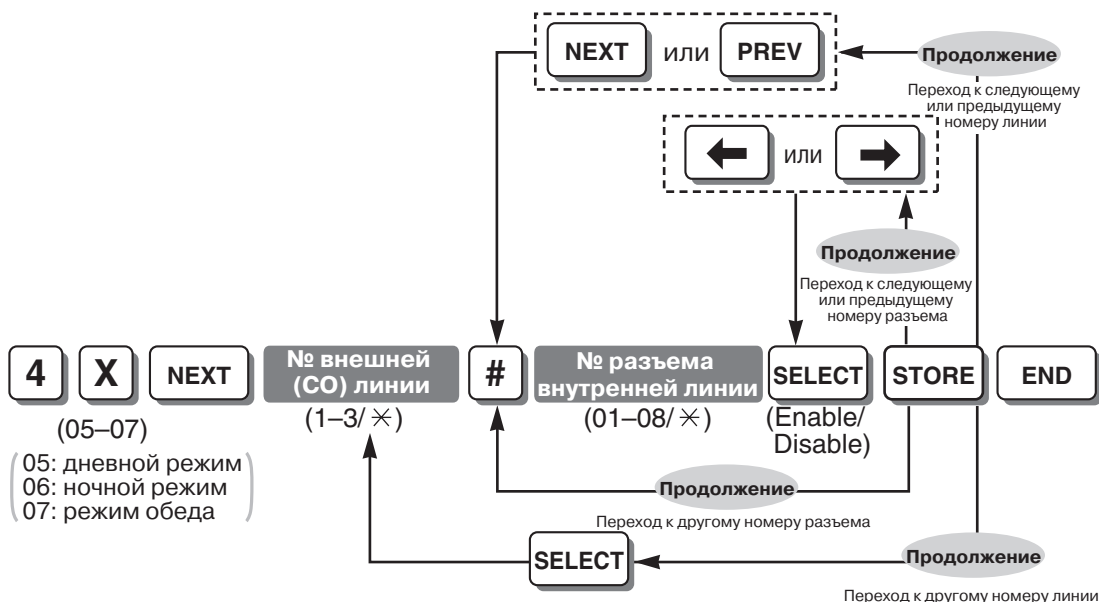 NEXT или PREV
Продолжение
Переход к следующему
или предыдущему
номеру линии
← или →
Продолжение
Переход к следующему
или предыдущему
номеру разъема
4 X NEXT № внешней (CO) линии # № разъема внутренней линии SELECT STORE END
(05–07)
(1–3/✳)
(01–08/✳)
(Enable/
Disable)
05: дневной режим
06: ночной режим
07: режим обеда
Продолжение
Переход к другому номеру разъема
SELECT
Продолжение
Переход к другому номеру линии